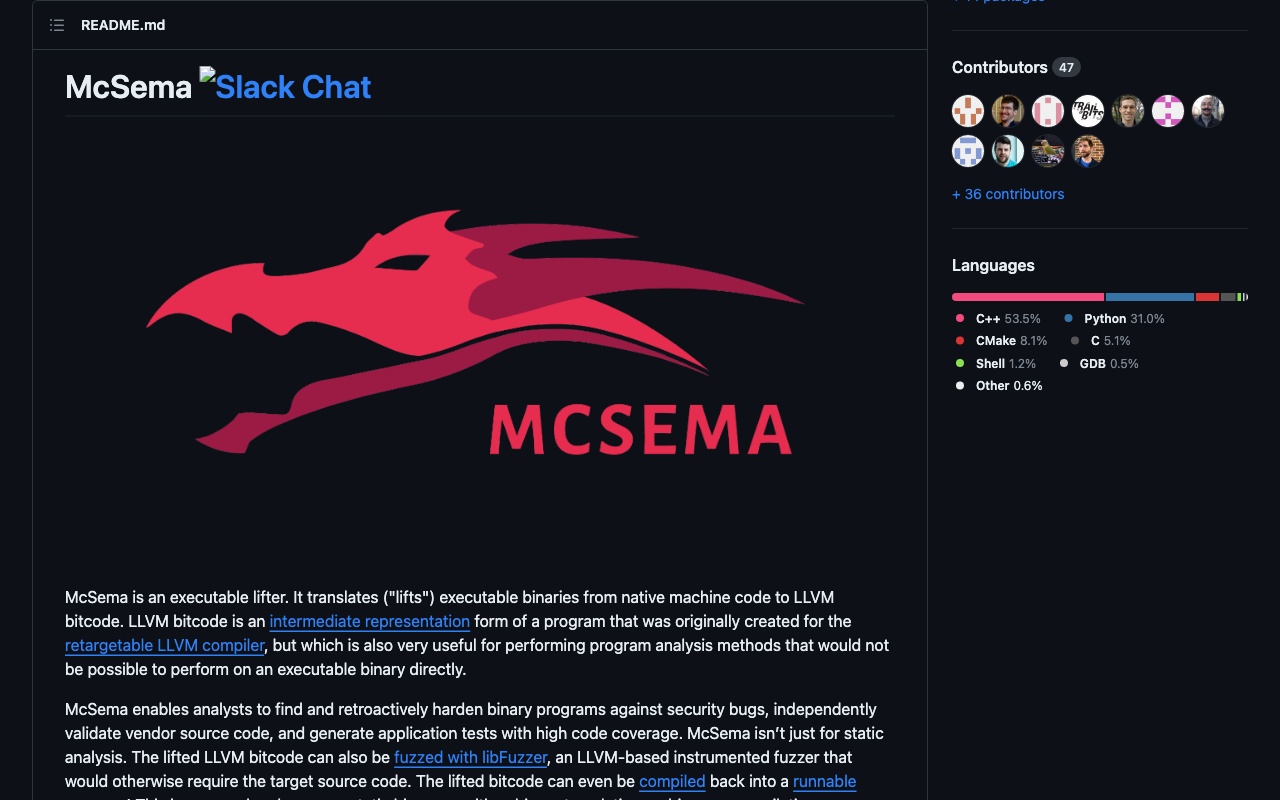 README.md
McSema Slack Chat
MCSEMA
McSema is an executable lifter. It translates ("lifts") executable binaries from native machine code to LLVM
bitcode. LLVM bitcode is an intermediate representation form of a program that was originally created for the
retargetable LLVM compiler, but which is also very useful for performing program analysis methods that would not
be possible to perform on an executable binary directly.
McSema enables analysts to find and retroactively harden binary programs against security bugs, independently
validate vendor source code, and generate application tests with high code coverage. McSema isn’t just for static
analysis. The lifted LLVM bitcode can also be fuzzed with libFuzzer, an LLVM-based instrumented fuzzer that
would otherwise require the target source code. The lifted bitcode can even be compiled back into a runnable
Contributors 47
TRAIL
OF BITS
+ 36 contributors
Languages
C++ 53.5% Python 31.0%
CMake 8.1% C 5.1%
Shell 1.2% GDB 0.5%
Other 0.6%